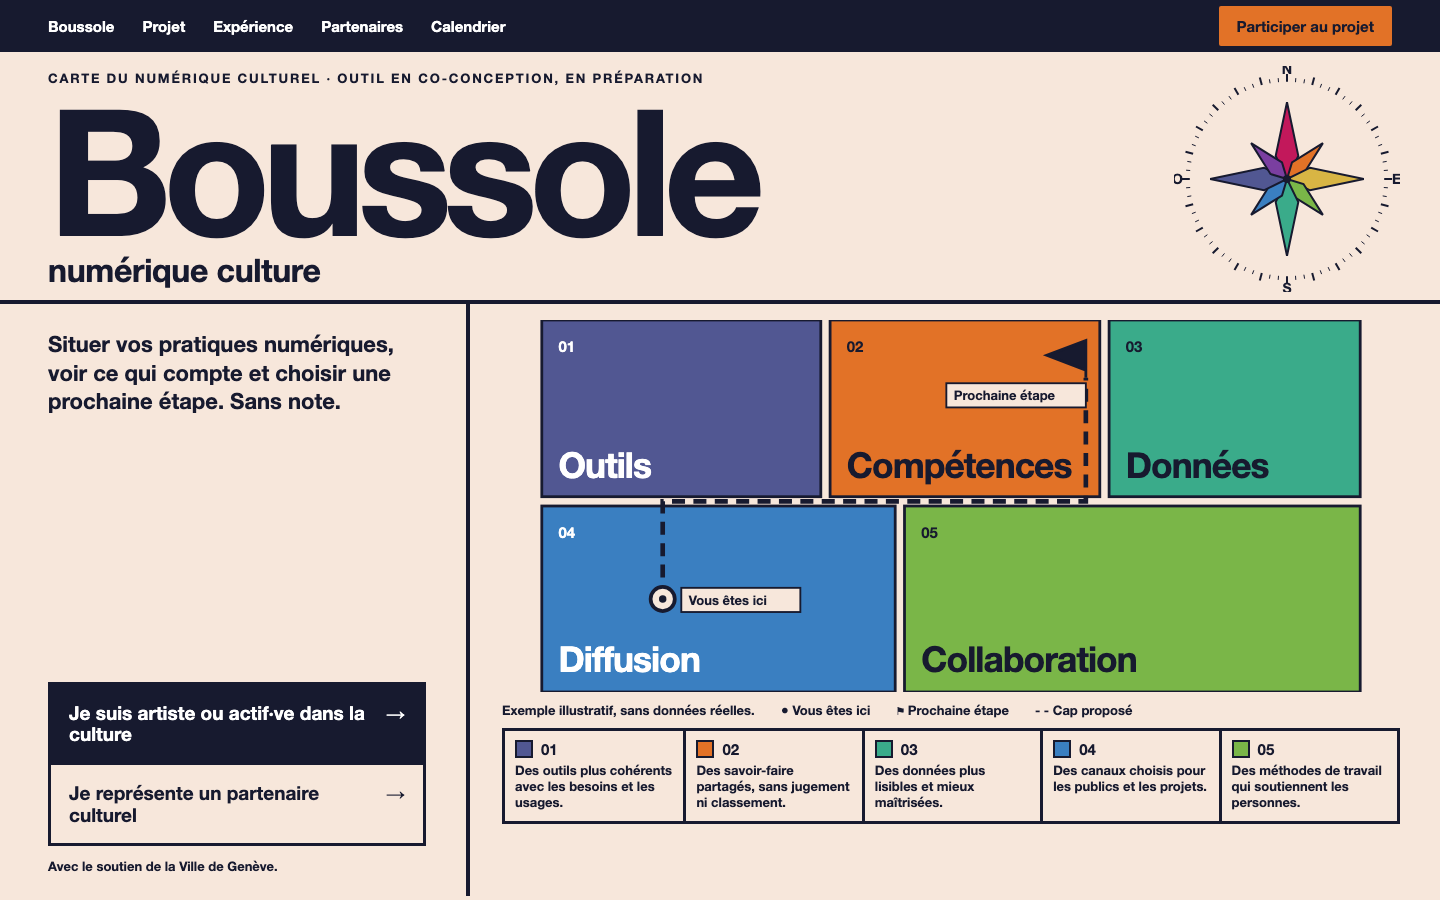 Boussole
Projet
Expérience
Partenaires
Calendrier
Participer au projet
CARTE DU NUMÉRIQUE CULTUREL · OUTIL EN CO-CONCEPTION, EN PRÉPARATION
Boussole
numérique culture
N
O
E
S
Situer vos pratiques numériques,
voir ce qui compte et choisir une
prochaine étape. Sans note.
Je suis artiste ou actif·ve dans la
culture
→
Je représente un partenaire
culturel
→
Avec le soutien de la Ville de Genève.
01
Outils
02
Prochaine étape
Compétences
03
Données
04
Vous êtes ici
Diffusion
05
Collaboration
Exemple illustratif, sans données réelles.
● Vous êtes ici
⚑ Prochaine étape
- - Cap proposé
01
Des outils plus cohérents
avec les besoins et les
usages.
02
Des savoir-faire
partagés, sans jugement
ni classement.
03
Des données plus
lisibles et mieux
maîtrisées.
04
Des canaux choisis pour
les publics et les projets.
05
Des méthodes de travail
qui soutiennent les
personnes.